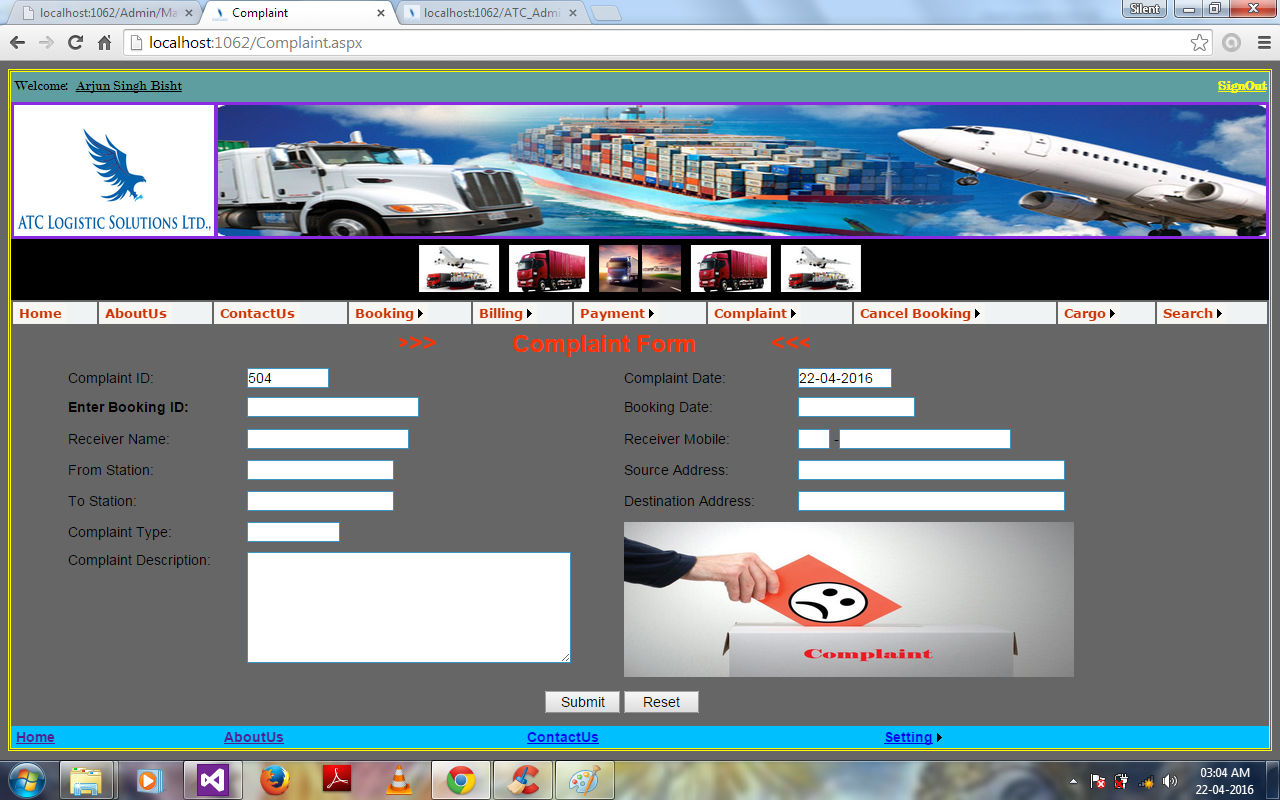 localhost:1062/Admin/Ma
Complaint
localhost:1062/ATC_Admi
Silent
localhost:1062/Complaint.aspx
Welcome: Arjun Singh Bisht
SignOut
ATC LOGISTIC SOLUTIONS LTD.,
Home AboutUs ContactUs Booking Billing Payment Complaint Cancel Booking Cargo Search
>>> Complaint Form <<<
Complaint ID: 504 Complaint Date: 22-04-2016
Enter Booking ID: Booking Date:
Receiver Name: Receiver Mobile: -
From Station: Source Address:
To Station: Destination Address:
Complaint Type:
Complaint Description:
Complaint
Submit Reset
Home AboutUs ContactUs Setting
03:04 AM
22-04-2016